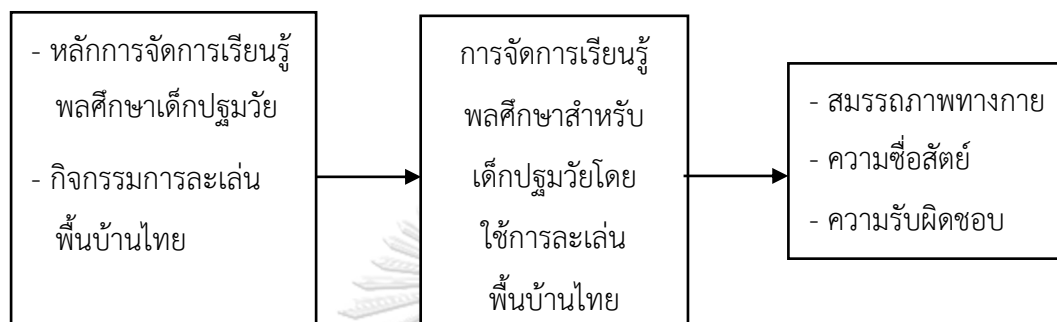 - หลักการจัดการเรียนรู้
พลศึกษาเด็กปฐมวัย
- กิจกรรมการละเล่น
พื้นบ้านไทย
การจัดการเรียนรู้
พลศึกษาสำหรับ
เด็กปฐมวัยโดย
ใช้การละเล่น
พื้นบ้านไทย
- สมรรถภาพทางกาย
- ความซื่อสัตย์
- ความรับผิดชอบ